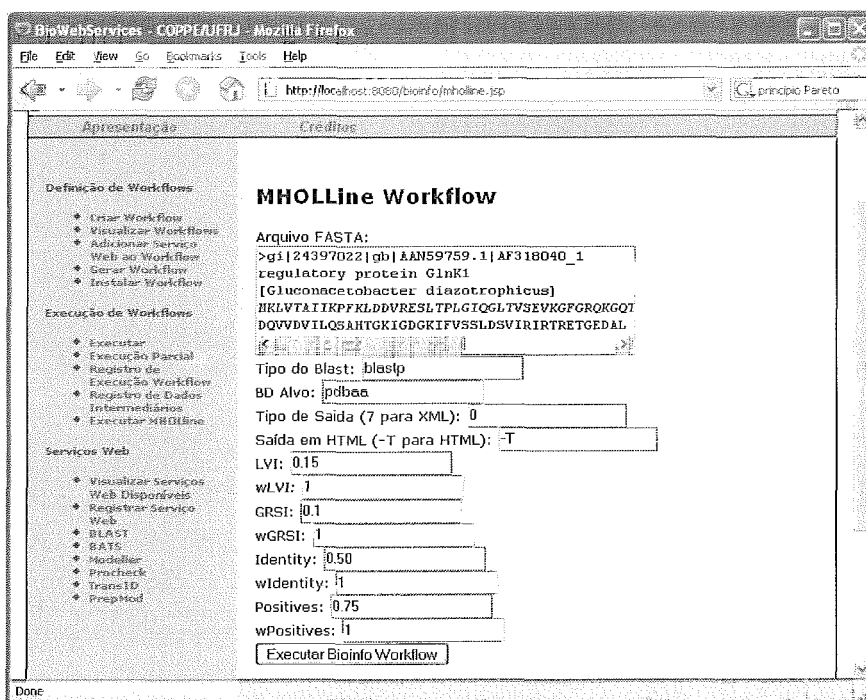 BioWebServices - COPPE/UFRJ - Mozilla Firefox
File Edit View Go Bookmarks Tools Help
http://localhost:8080/bioinfo/mholline.jsp
principio Pareto
Apresentação Créditos
Definição de Workflows
Criar Workflow
Visualizar Workflows
Adicionar Serviço
Web ao Workflow
Gerar Workflow
Instalar Workflow
Execução de Workflows
Executar
Execução Parcial
Registro de
Execução Workflow
Registro de Dados
Intermediários
Executar MHOLline
Serviços Web
Visualizar Serviços
Web Disponíveis
Registrar Serviço
Web
BLAST
BATS
Modeller
Procheck
Trans3D
PrepMod
MHOLLine Workflow
Arquivo FASTA:
>gi|24397022|gb|AAN59759.1|AF318040_1
regulatory protein GlnK1
[Gluconacetobacter diazotrophicus]
MKLVTAIIKPFKLDDVRESLTPLGIQGLTVSEVKGFGRQKGQT
DQVVDVILQSAHTGKIGDGKIFVSSLDSVIRIRTRETGEDAL
Tipo do Blast: blastp
BD Alvo: pdbaa
Tipo de Saída (7 para XML): 0
Saída em HTML (-T para HTML): -T
LVI: 0.15
wLVI: 1
GRSI: 0.1
wGRSI: 1
Identity: 0.50
wIdentity: 1
Positives: 0.75
wPositives: 1
Executar Bioinfo Workflow
Done